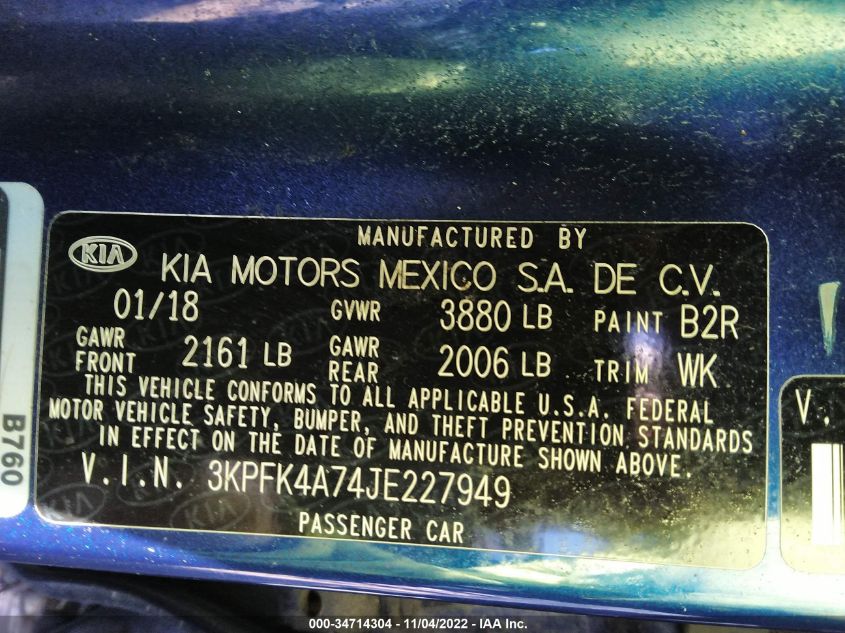 MANUFACTURED BY
KIA
KIA MOTORS MEXICO S.A. DE C.V.
01/18 GVWR 3880 LB PAINT B2R
GAWR FRONT 2161 LB GAWR REAR 2006 LB TRIM WK
THIS VEHICLE CONFORMS TO ALL APPLICABLE U.S.A. FEDERAL
MOTOR VEHICLE SAFETY, BUMPER, AND THEFT PREVENTION STANDARDS
IN EFFECT ON THE DATE OF MANUFACTURE SHOWN ABOVE.
V.I.N. 3KPFK4A74JE227949
PASSENGER CAR
B760
V.
000-34714304 - 11/04/2022 - IAA Inc.